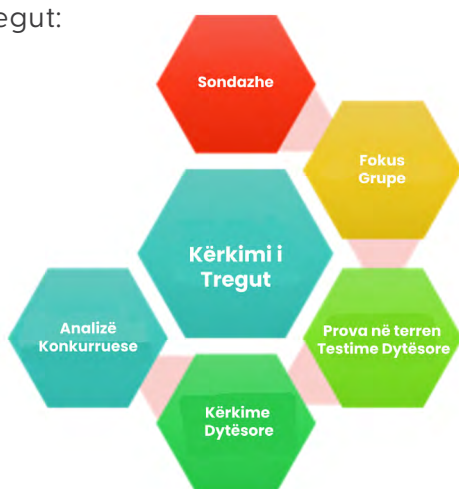 egut:
Sondazhe
Fokus
Grupe
Kërkimi i
Tregut
Prova në terren
Testime Dytësore
Analizë
Konkurruese
Kërkime
Dytësore